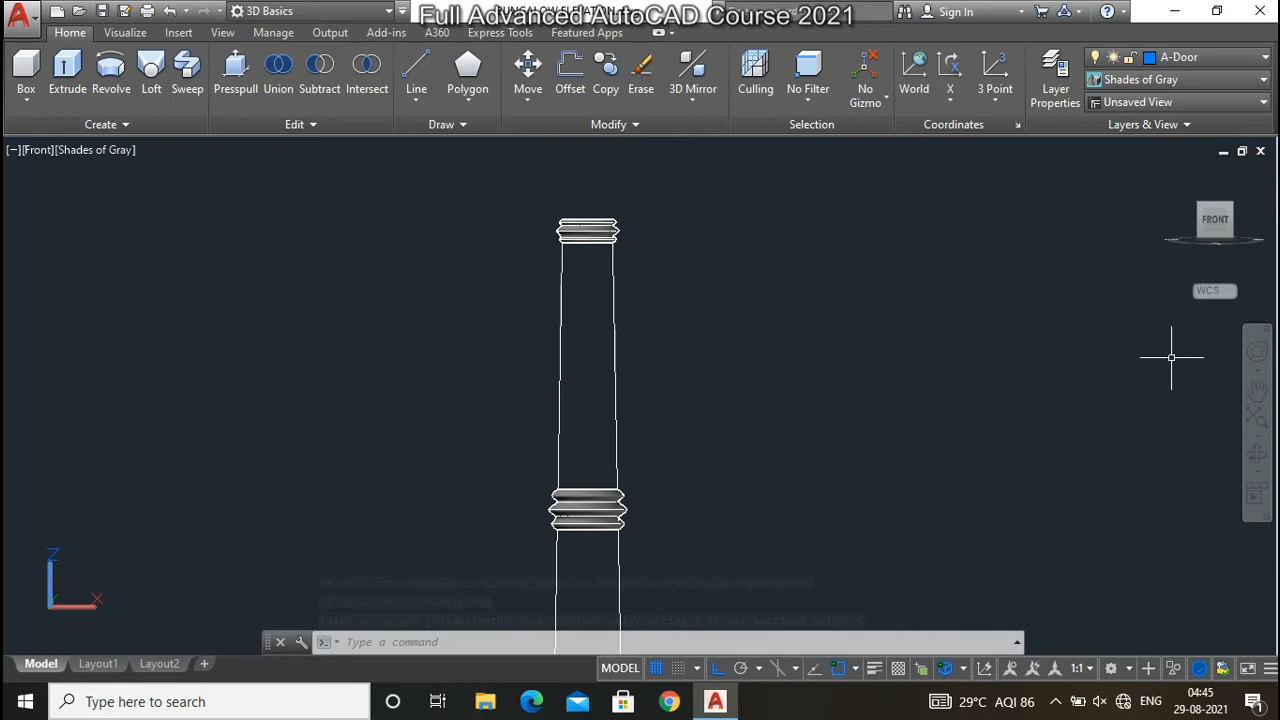 Full Advanced AutoCAD Course 2021
3D Basics
Sign In
Home Visualize Insert View Manage Output Add-ins A360 Express Tools Featured Apps
Box Extrude Revolve Loft Sweep
Create
Presspull Union Subtract Intersect
Edit
Line Polygon
Draw
Move Offset Copy Erase 3D Mirror
Modify
Culling No Filter No Gizmo
Selection
World X 3 Point
Coordinates
Layer Properties
A-Door
Shades of Gray
Unsaved View
Layers & View
[−][Front][Shades of Gray]
FRONT
WCS
Z
X
Type a command
Model Layout1 Layout2
MODEL
1:1
Type here to search
29°C AQI 86
ENG
04:45
29-08-2021
1